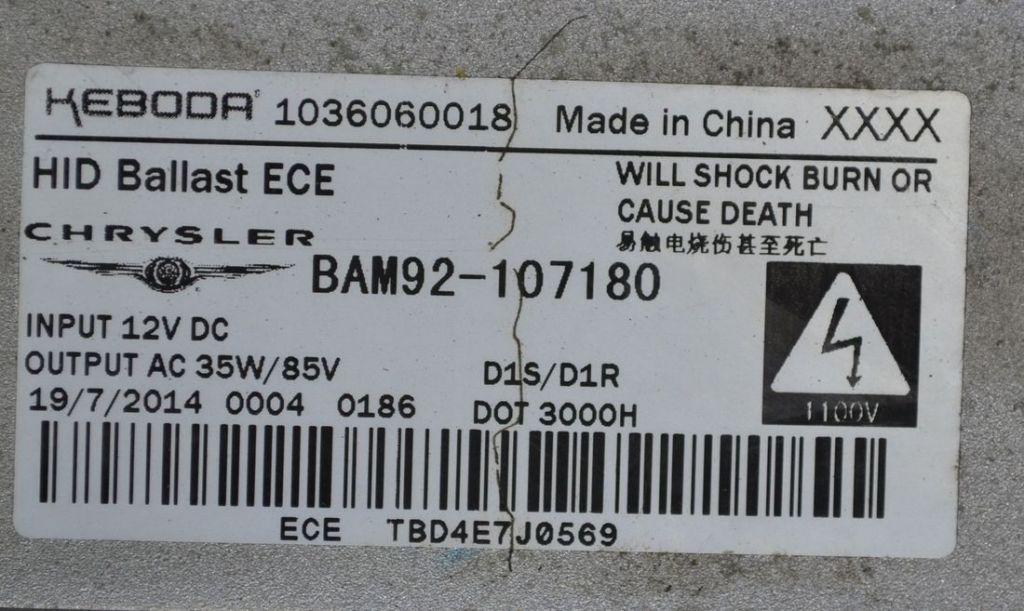 KEBODA® 1036060018 Made in China XXXX
HID Ballast ECE
WILL SHOCK BURN OR
CAUSE DEATH
易触电烧伤甚至死亡
CHRYSLER
BAM92-107180
INPUT 12V DC
OUTPUT AC 35W/85V D1S/D1R
19/7/2014 0004 0186 DOT 3000H
1100V
ECE TBD4E7J0569